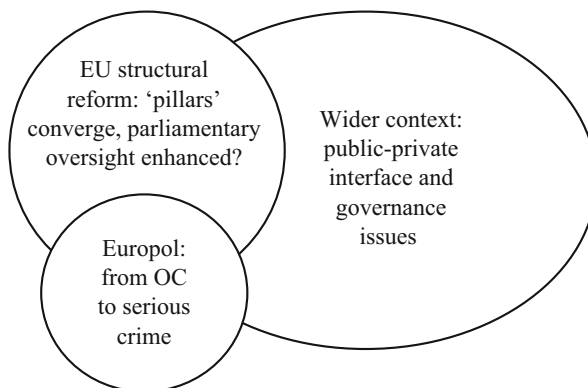 EU structural
reform: ‘pillars’
converge, parliamentary
oversight enhanced?
Wider context:
public-private
interface and
governance
issues
Europol:
from OC
to serious
crime